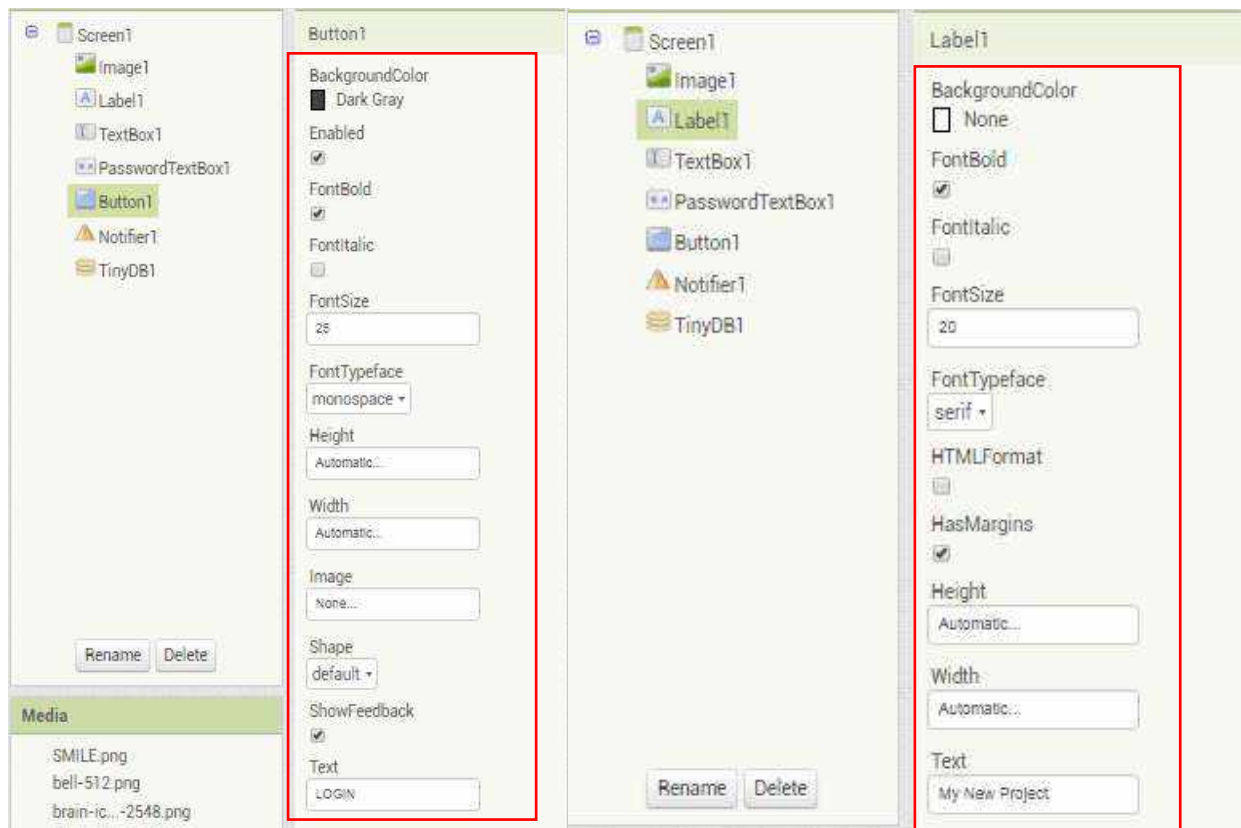 Screen1
Image1
Label1
TextBox1
PasswordTextBox1
Button1
Notifier1
TinyDB1
Rename Delete
Media
SMILE.png
bell-512.png
brain-ic...-2548.png
Button1
BackgroundColor
Dark Gray
Enabled
FontBold
FontItalic
FontSize
25
FontTypeface
monospace
Height
Automatic...
Width
Automatic...
Image
None...
Shape
default
ShowFeedback
Text
LOGIN
Screen1
Image1
Label1
TextBox1
PasswordTextBox1
Button1
Notifier1
TinyDB1
Rename Delete
Label1
BackgroundColor
None
FontBold
FontItalic
FontSize
20
FontTypeface
serif
HTMLFormat
HasMargins
Height
Automatic...
Width
Automatic...
Text
My New Project